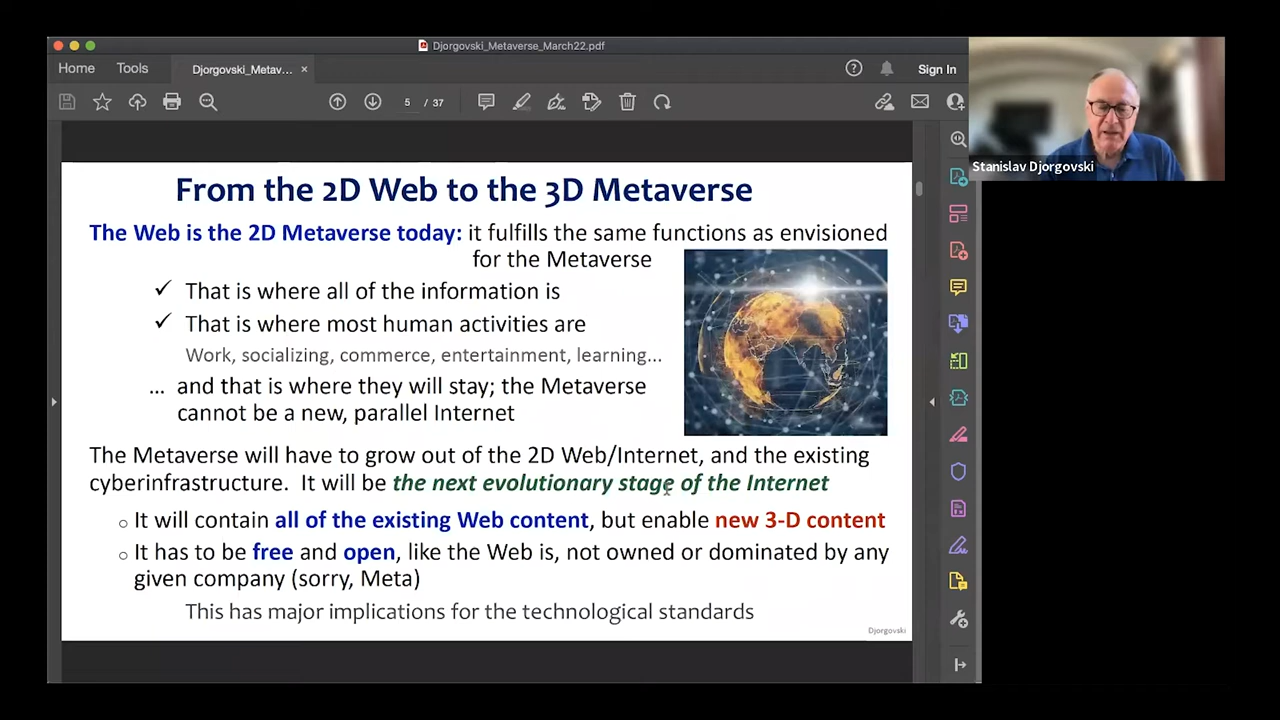 Djorgovski_Metaverse_March22.pdf
Home
Tools
Djorgovski_Metav...
×
Sign In
5 / 37
Stanislav Djorgovski
From the 2D Web to the 3D Metaverse
The Web is the 2D Metaverse today: it fulfills the same functions as envisioned
for the Metaverse
✓ That is where all of the information is
✓ That is where most human activities are
Work, socializing, commerce, entertainment, learning...
... and that is where they will stay; the Metaverse
cannot be a new, parallel Internet
The Metaverse will have to grow out of the 2D Web/Internet, and the existing
cyberinfrastructure. It will be the next evolutionary stage of the Internet
○ It will contain all of the existing Web content, but enable new 3-D content
○ It has to be free and open, like the Web is, not owned or dominated by any
given company (sorry, Meta)
This has major implications for the technological standards
Djorgovski